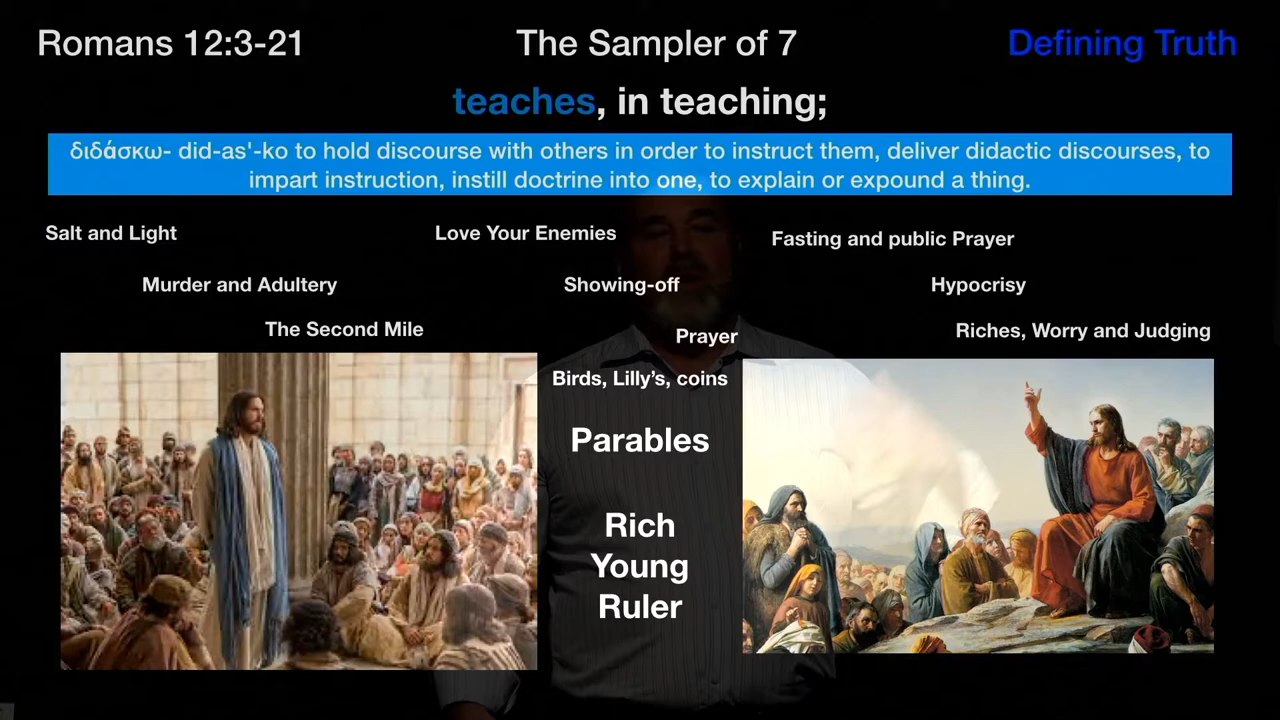 Romans 12:3-21
The Sampler of 7
Defining Truth
teaches, in teaching;
διδάσκω- did-as'-ko to hold discourse with others in order to instruct them, deliver didactic discourses, to
impart instruction, instill doctrine into one, to explain or expound a thing.
Salt and Light
Love Your Enemies
Fasting and public Prayer
Murder and Adultery
Showing-off
Hypocrisy
The Second Mile
Prayer
Riches, Worry and Judging
Birds, Lilly’s, coins
Parables
Rich
Young
Ruler